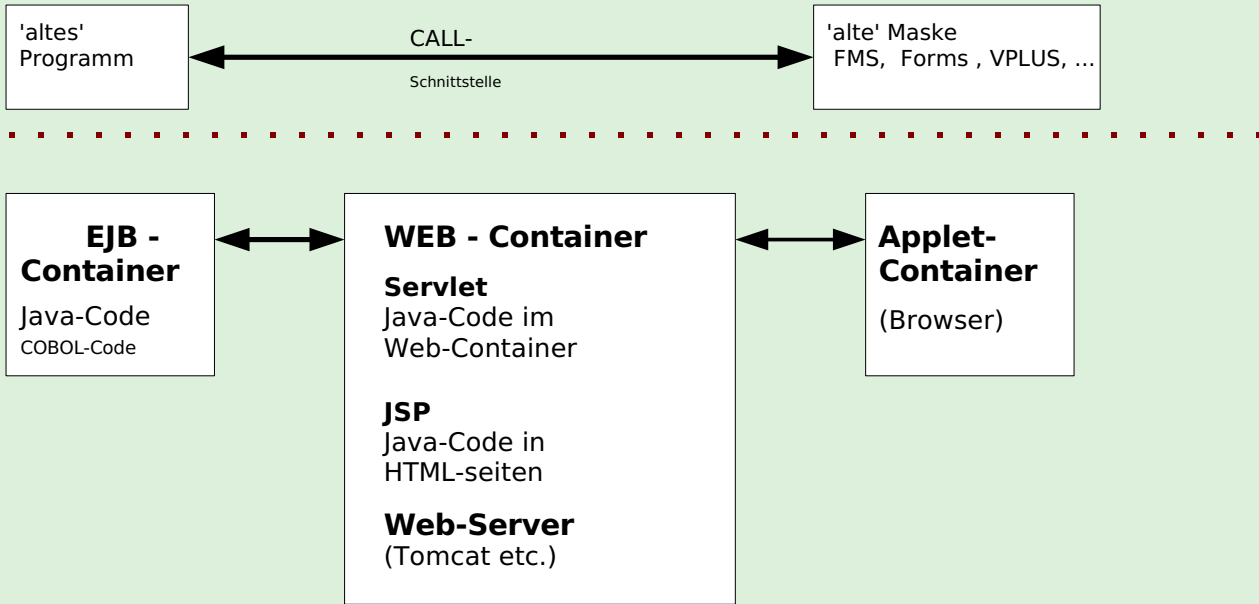 'altes'
Programm
CALL-
Schnittstelle
'alte' Maske
FMS, Forms , VPLUS, ...
EJB -
Container
Java-Code
COBOL-Code
WEB - Container
Servlet
Java-Code im
Web-Container
JSP
Java-Code in
HTML-seiten
Web-Server
(Tomcat etc.)
Applet-
Container
(Browser)